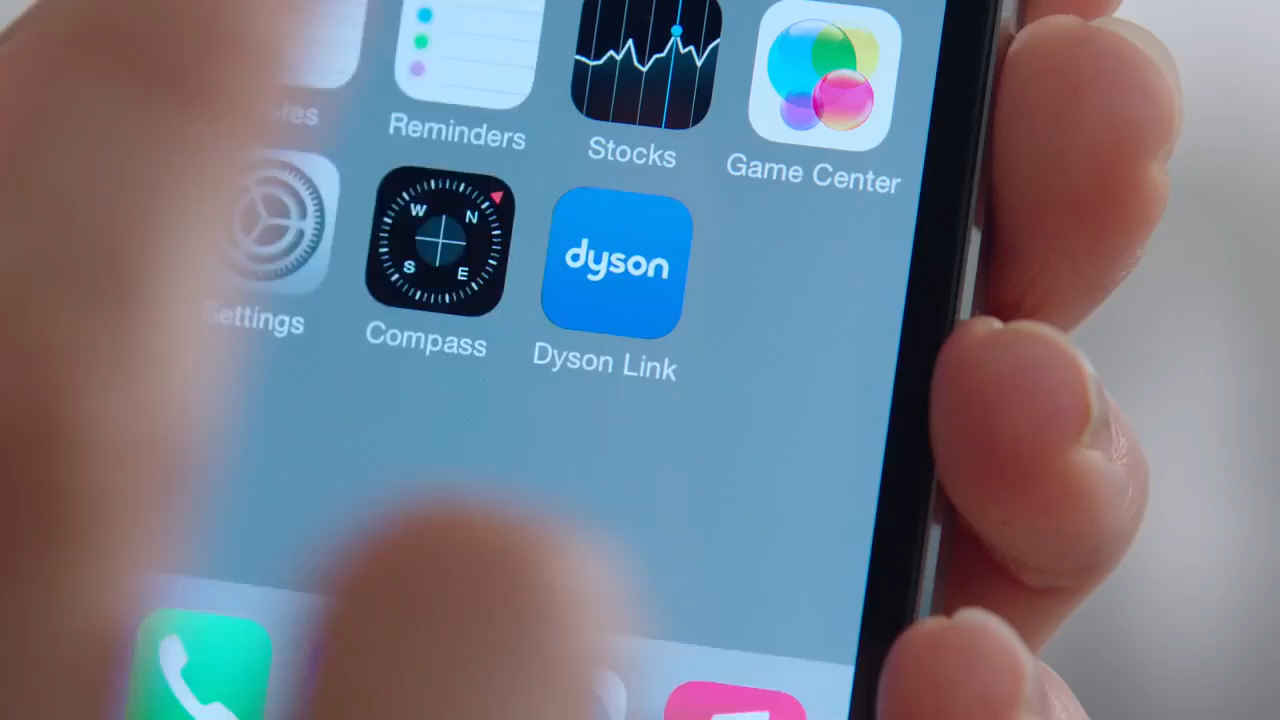 Reminders
Stocks
Game Center
W N
S E
dyson
Settings
Compass
Dyson Link